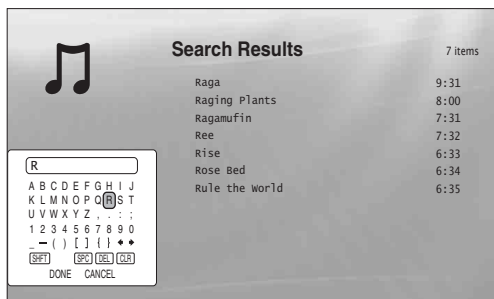 Search Results 7 items
Raga 9:31
Raging Plants 8:00
Ragamufin 7:31
Ree 7:32
Rise 6:33
Rose Bed 6:34
Rule the World 6:35
R
A B C D E F G H I J
K L M N O P Q R S T
U V W X Y Z , . : ;
1 2 3 4 5 6 7 8 9 0
_ – ( ) [ ] { }
SHFT SPC DEL CLR
DONE CANCEL